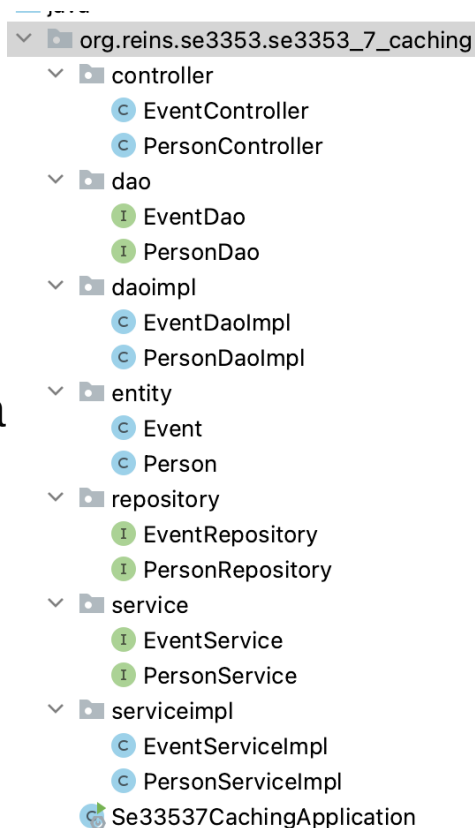 org.reins.se3353.se3353_7_caching
controller
C EventController
C PersonController
dao
I EventDao
I PersonDao
daoimpl
C EventDaoImpl
C PersonDaoImpl
entity
C Event
C Person
repository
I EventRepository
I PersonRepository
service
I EventService
I PersonService
serviceimpl
C EventServiceImpl
C PersonServiceImpl
C Se33537CachingApplication